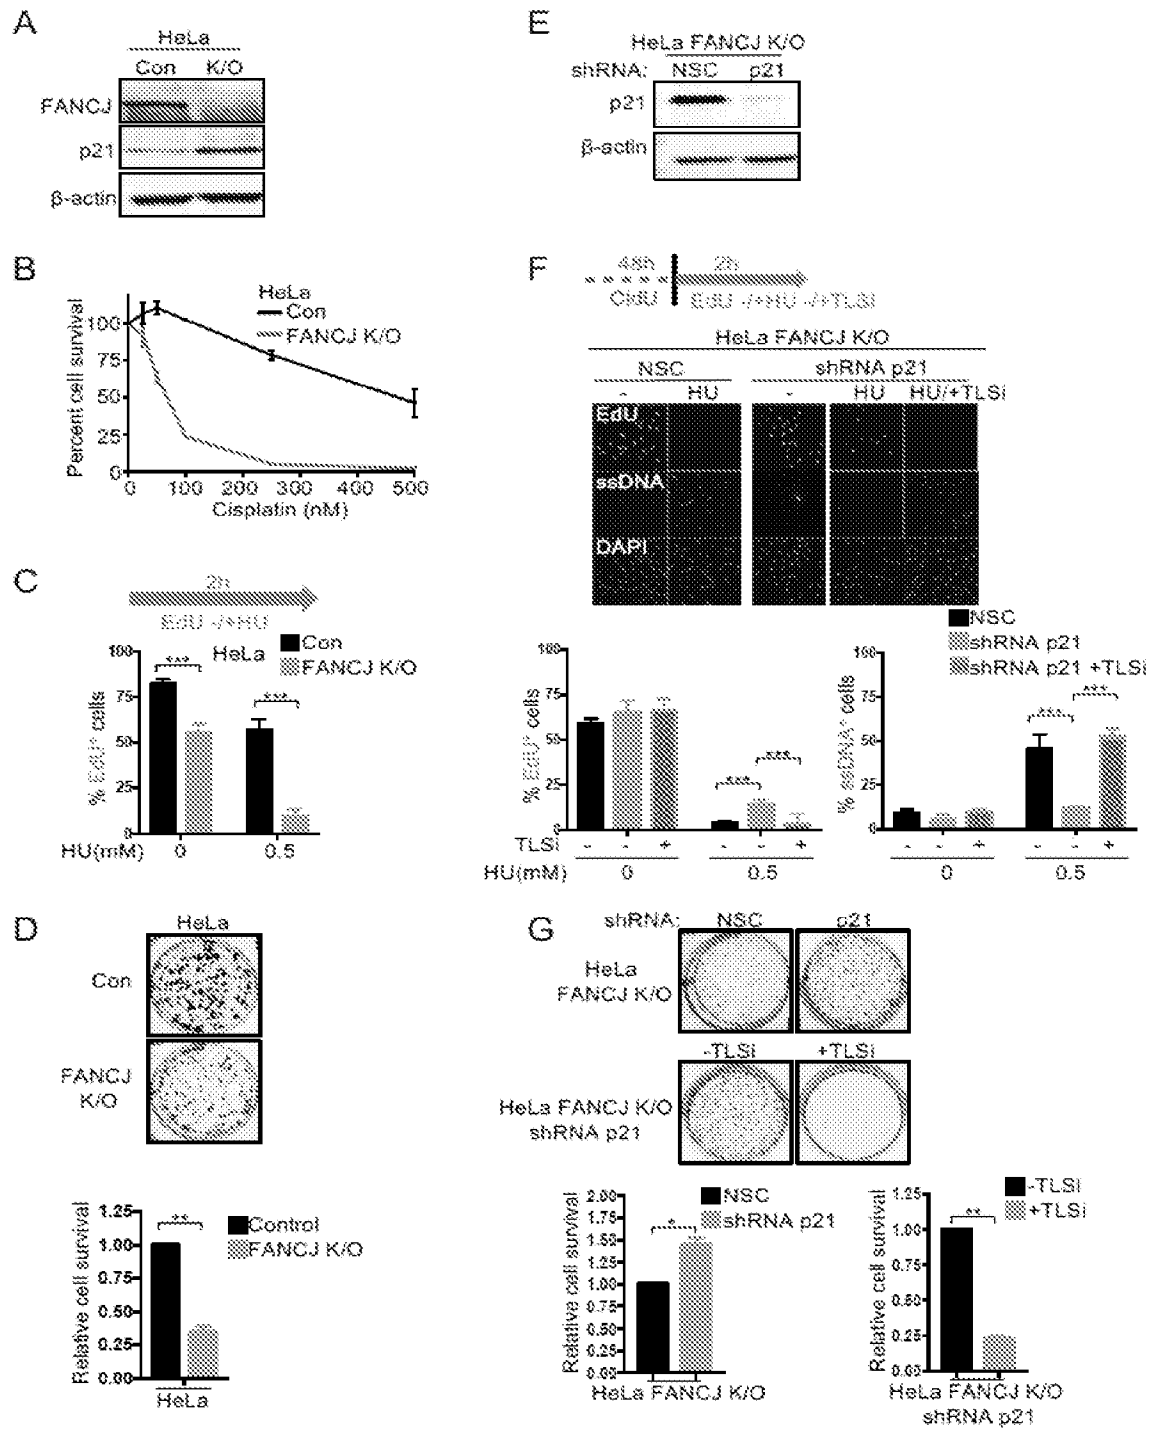 A
HeLa
Con K/O
FANCJ
p21
β-actin
B
HeLa
Con
FANCJ K/O
Percent cell survival
100
75
50
25
0
0 100 200 300 400 500
Cisplatin (nM)
C
2h
EdU -/+HU
HeLa
Con
FANCJ K/O
% EdU⁺ cells
100
75
50
25
0
***
***
HU(mM) 0 0.5
D
HeLa
Con
FANCJ
K/O
Relative cell survival
1.25
1.00
0.75
0.50
0.25
0.00
**
Control
FANCJ K/O
HeLa
E
HeLa FANCJ K/O
shRNA: NSC p21
p21
β-actin
F
48h 2h
CldU EdU -/+HU -/+TLSi
HeLa FANCJ K/O
NSC shRNA p21
- HU - HU HU/+TLSi
EdU
ssDNA
DAPI
NSC
shRNA p21
shRNA p21 +TLSi
% EdU⁺ cells
100
75
50
25
0
***
***
TLSi - - + - - +
HU(mM) 0 0.5
% ssDNA⁺ cells
100
75
50
25
0
***
***
- - + - - +
0 0.5
G
shRNA: NSC p21
HeLa
FANCJ K/O
-TLSi +TLSi
HeLa FANCJ K/O
shRNA p21
Relative cell survival
2.00
1.75
1.50
1.25
1.00
0.75
0.50
0.25
0.00
*
NSC
shRNA p21
HeLa FANCJ K/O
Relative cell survival
1.25
1.00
0.75
0.50
0.25
0.00
**
-TLSi
+TLSi
HeLa FANCJ K/O
shRNA p21